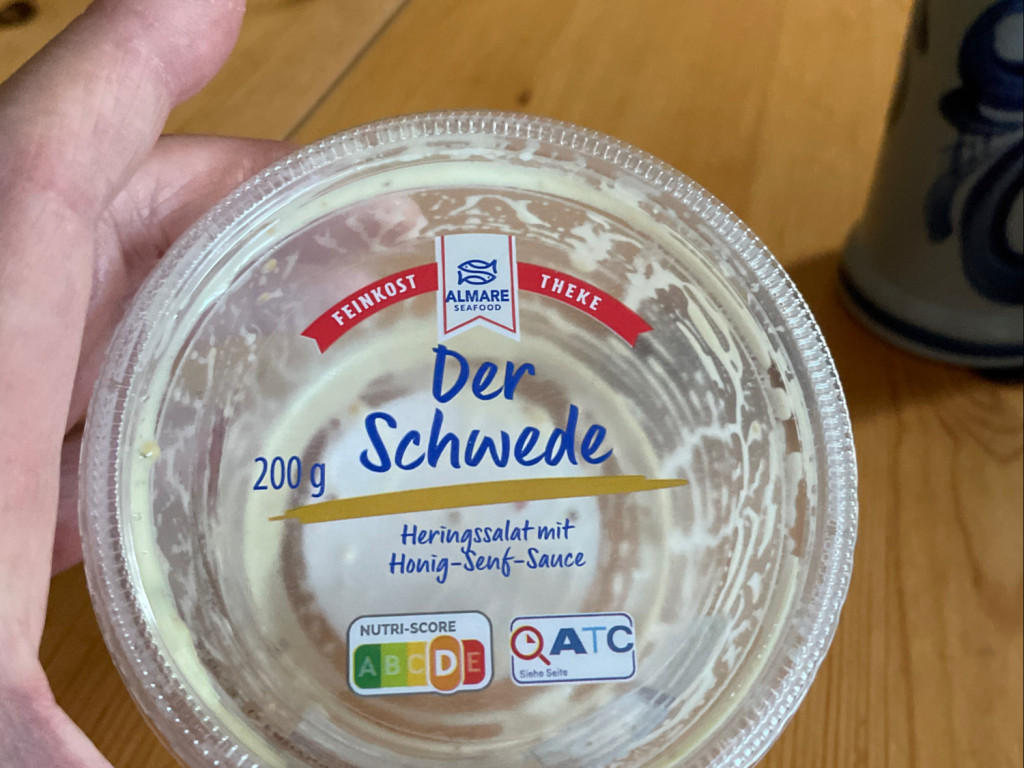 FEINKOST
THEKE
ALMARE
SEAFOOD
Der
Schwede
200 g
Heringssalat mit
Honig-Senf-Sauce
NUTRI-SCORE
A B C D E
ATC
Siehe Seite